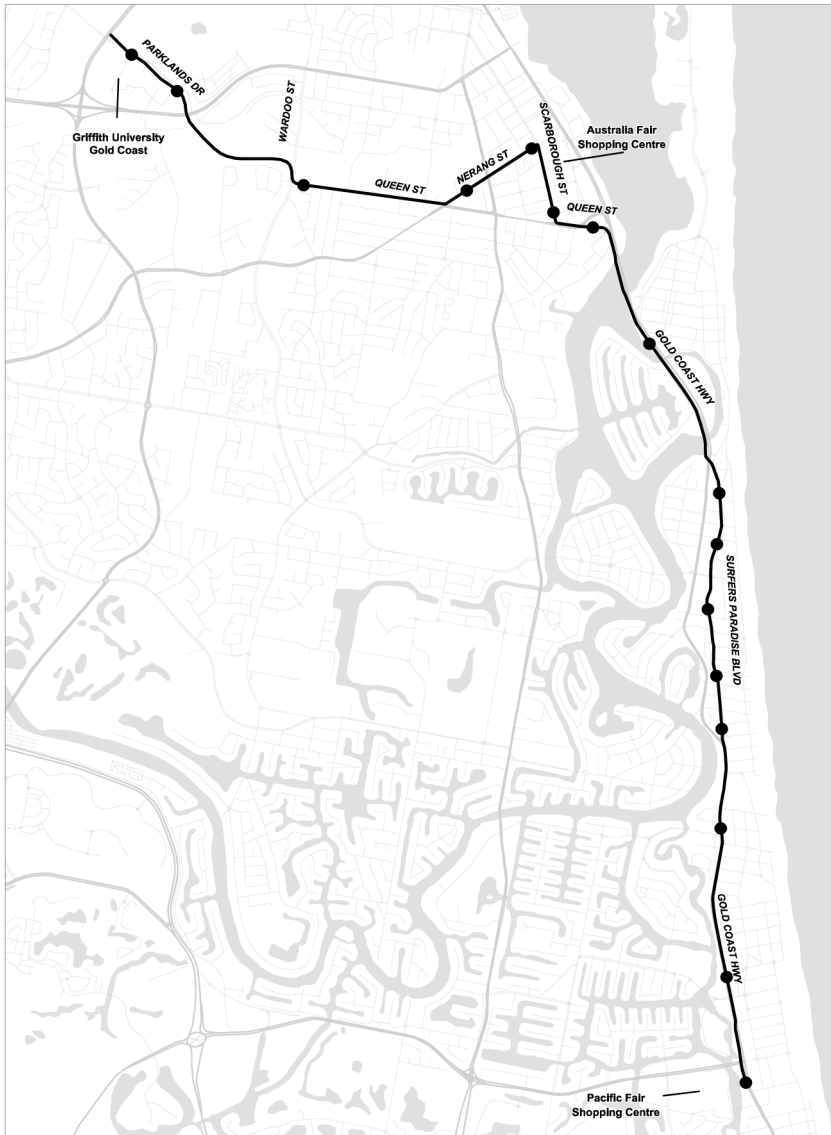 PARKLANDS DR
Griffith University
Gold Coast
WARDOO ST
QUEEN ST
NERANG ST
SCARBOROUGH ST
Australia Fair
Shopping Centre
QUEEN ST
GOLD COAST HWY
SURFERS PARADISE BLVD
GOLD COAST HWY
Pacific Fair
Shopping Centre